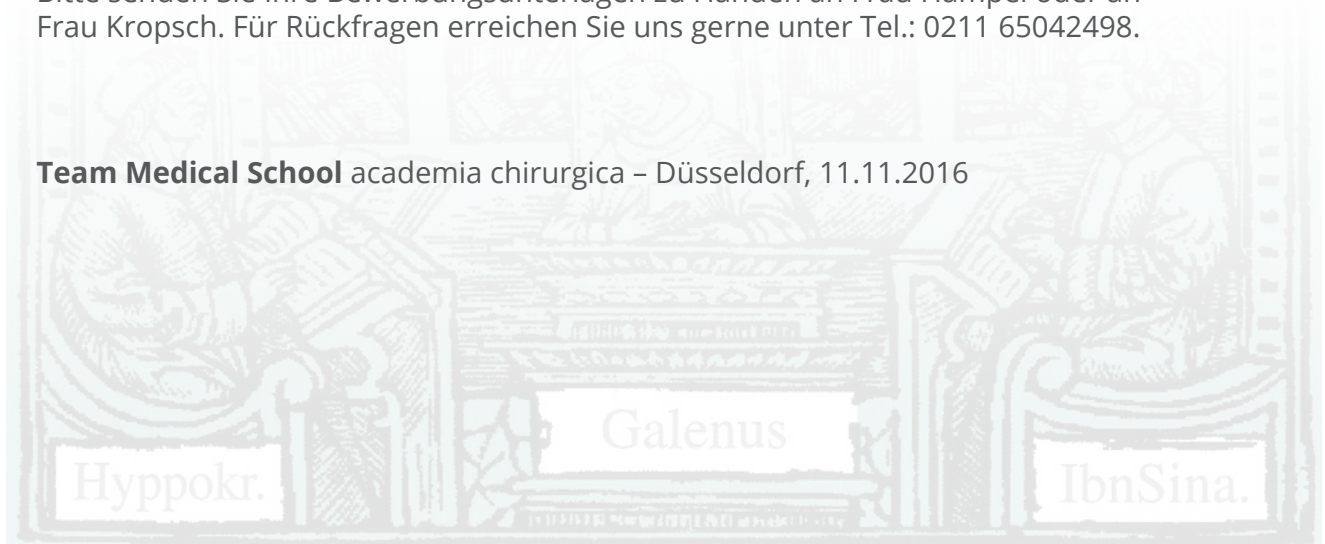 Frau Kropsch. Für Rückfragen erreichen Sie uns gerne unter Tel.: 0211 65042498.
Team Medical School academia chirurgica – Düsseldorf, 11.11.2016
Galenus
Hyppokr.
IbnSina.